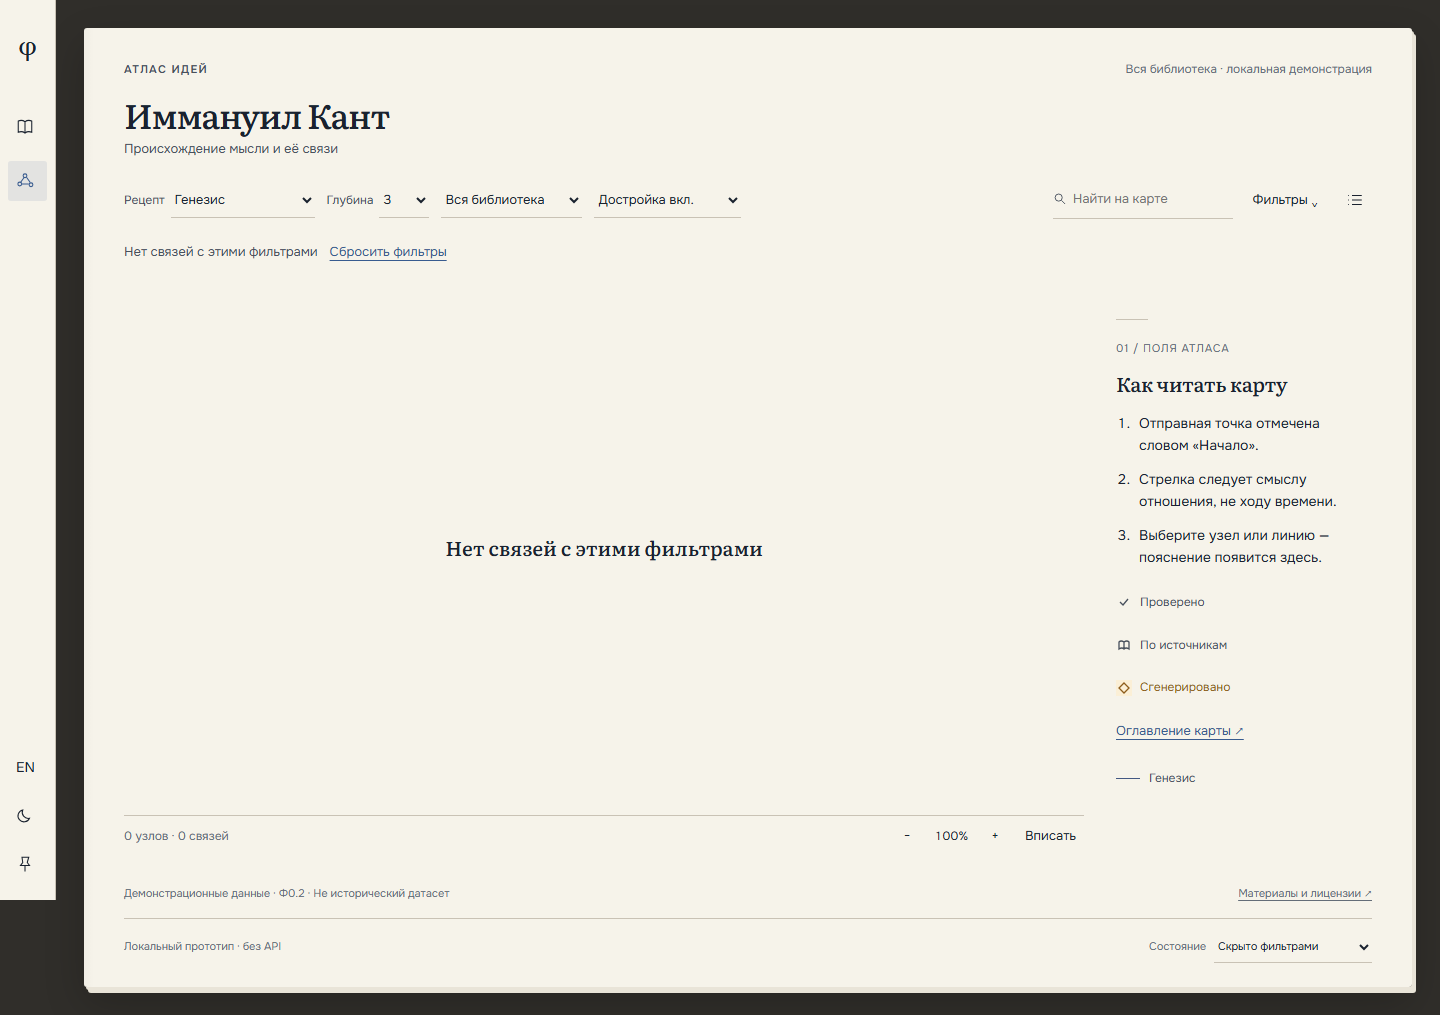 φ
АТЛАС ИДЕЙ
Вся библиотека · локальная демонстрация
Иммануил Кант
Происхождение мысли и её связи
Рецепт Генезис Глубина 3 Вся библиотека Достройка вкл. Найти на карте Фильтры
Нет связей с этими фильтрами Сбросить фильтры
01 / ПОЛЯ АТЛАСА
Как читать карту
1. Отправная точка отмечена
словом «Начало».
2. Стрелка следует смыслу
отношения, не ходу времени.
3. Выберите узел или линию —
пояснение появится здесь.
Нет связей с этими фильтрами
Проверено
По источникам
Сгенерировано
Оглавление карты ↗
Генезис
EN
0 узлов · 0 связей − 100% + Вписать
Демонстрационные данные · Ф0.2 · Не исторический датасет
Материалы и лицензии ↗
Локальный прототип · без API
Состояние Скрыто фильтрами